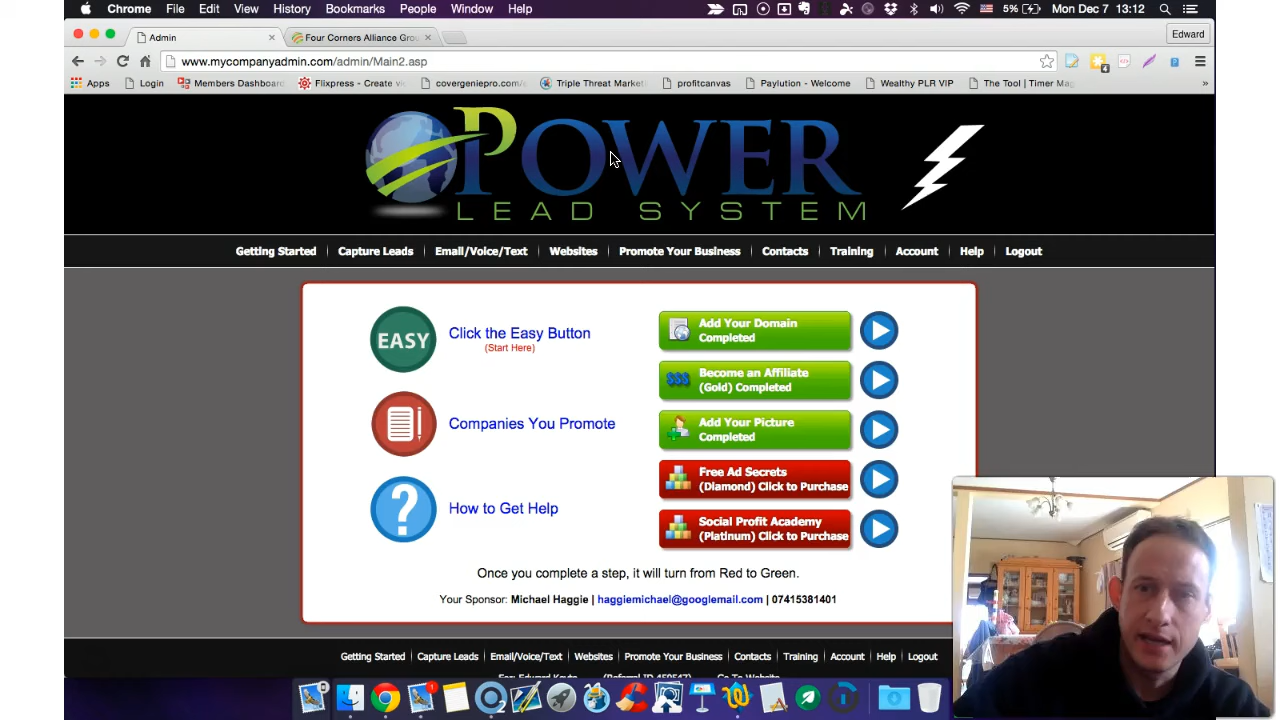 Chrome File Edit View History Bookmarks People Window Help 5% Mon Dec 7 13:12
Admin Four Corners Alliance Gro Edward
www.mycompanyadmin.com/admin/Main2.asp
Apps Login Members Dashboard Flixpress - Create covergeniepro.com/ Triple Threat Market profitcanvas Paylution - Welcome Wealthy PLR VIP The Tool | Timer »
POWER
LEAD SYSTEM
Getting Started Capture Leads Email/Voice/Text Websites Promote Your Business Contacts Training Account Help Logout
EASY
Click the Easy Button
(Start Here)
Companies You Promote
?
How to Get Help
Add Your Domain
Completed
$$$
Become an Affiliate
(Gold) Completed
Add Your Picture
Completed
Free Ad Secrets
(Diamond) Click to Purchase
Social Profit Academy
(Platinum) Click to Purchase
Once you complete a step, it will turn from Red to Green.
Your Sponsor: Michael Haggie | haggiemichael@googlemail.com | 07415381401
Getting Started Capture Leads Email/Voice/Text Websites Promote Your Business Contacts Training Account Help Logout